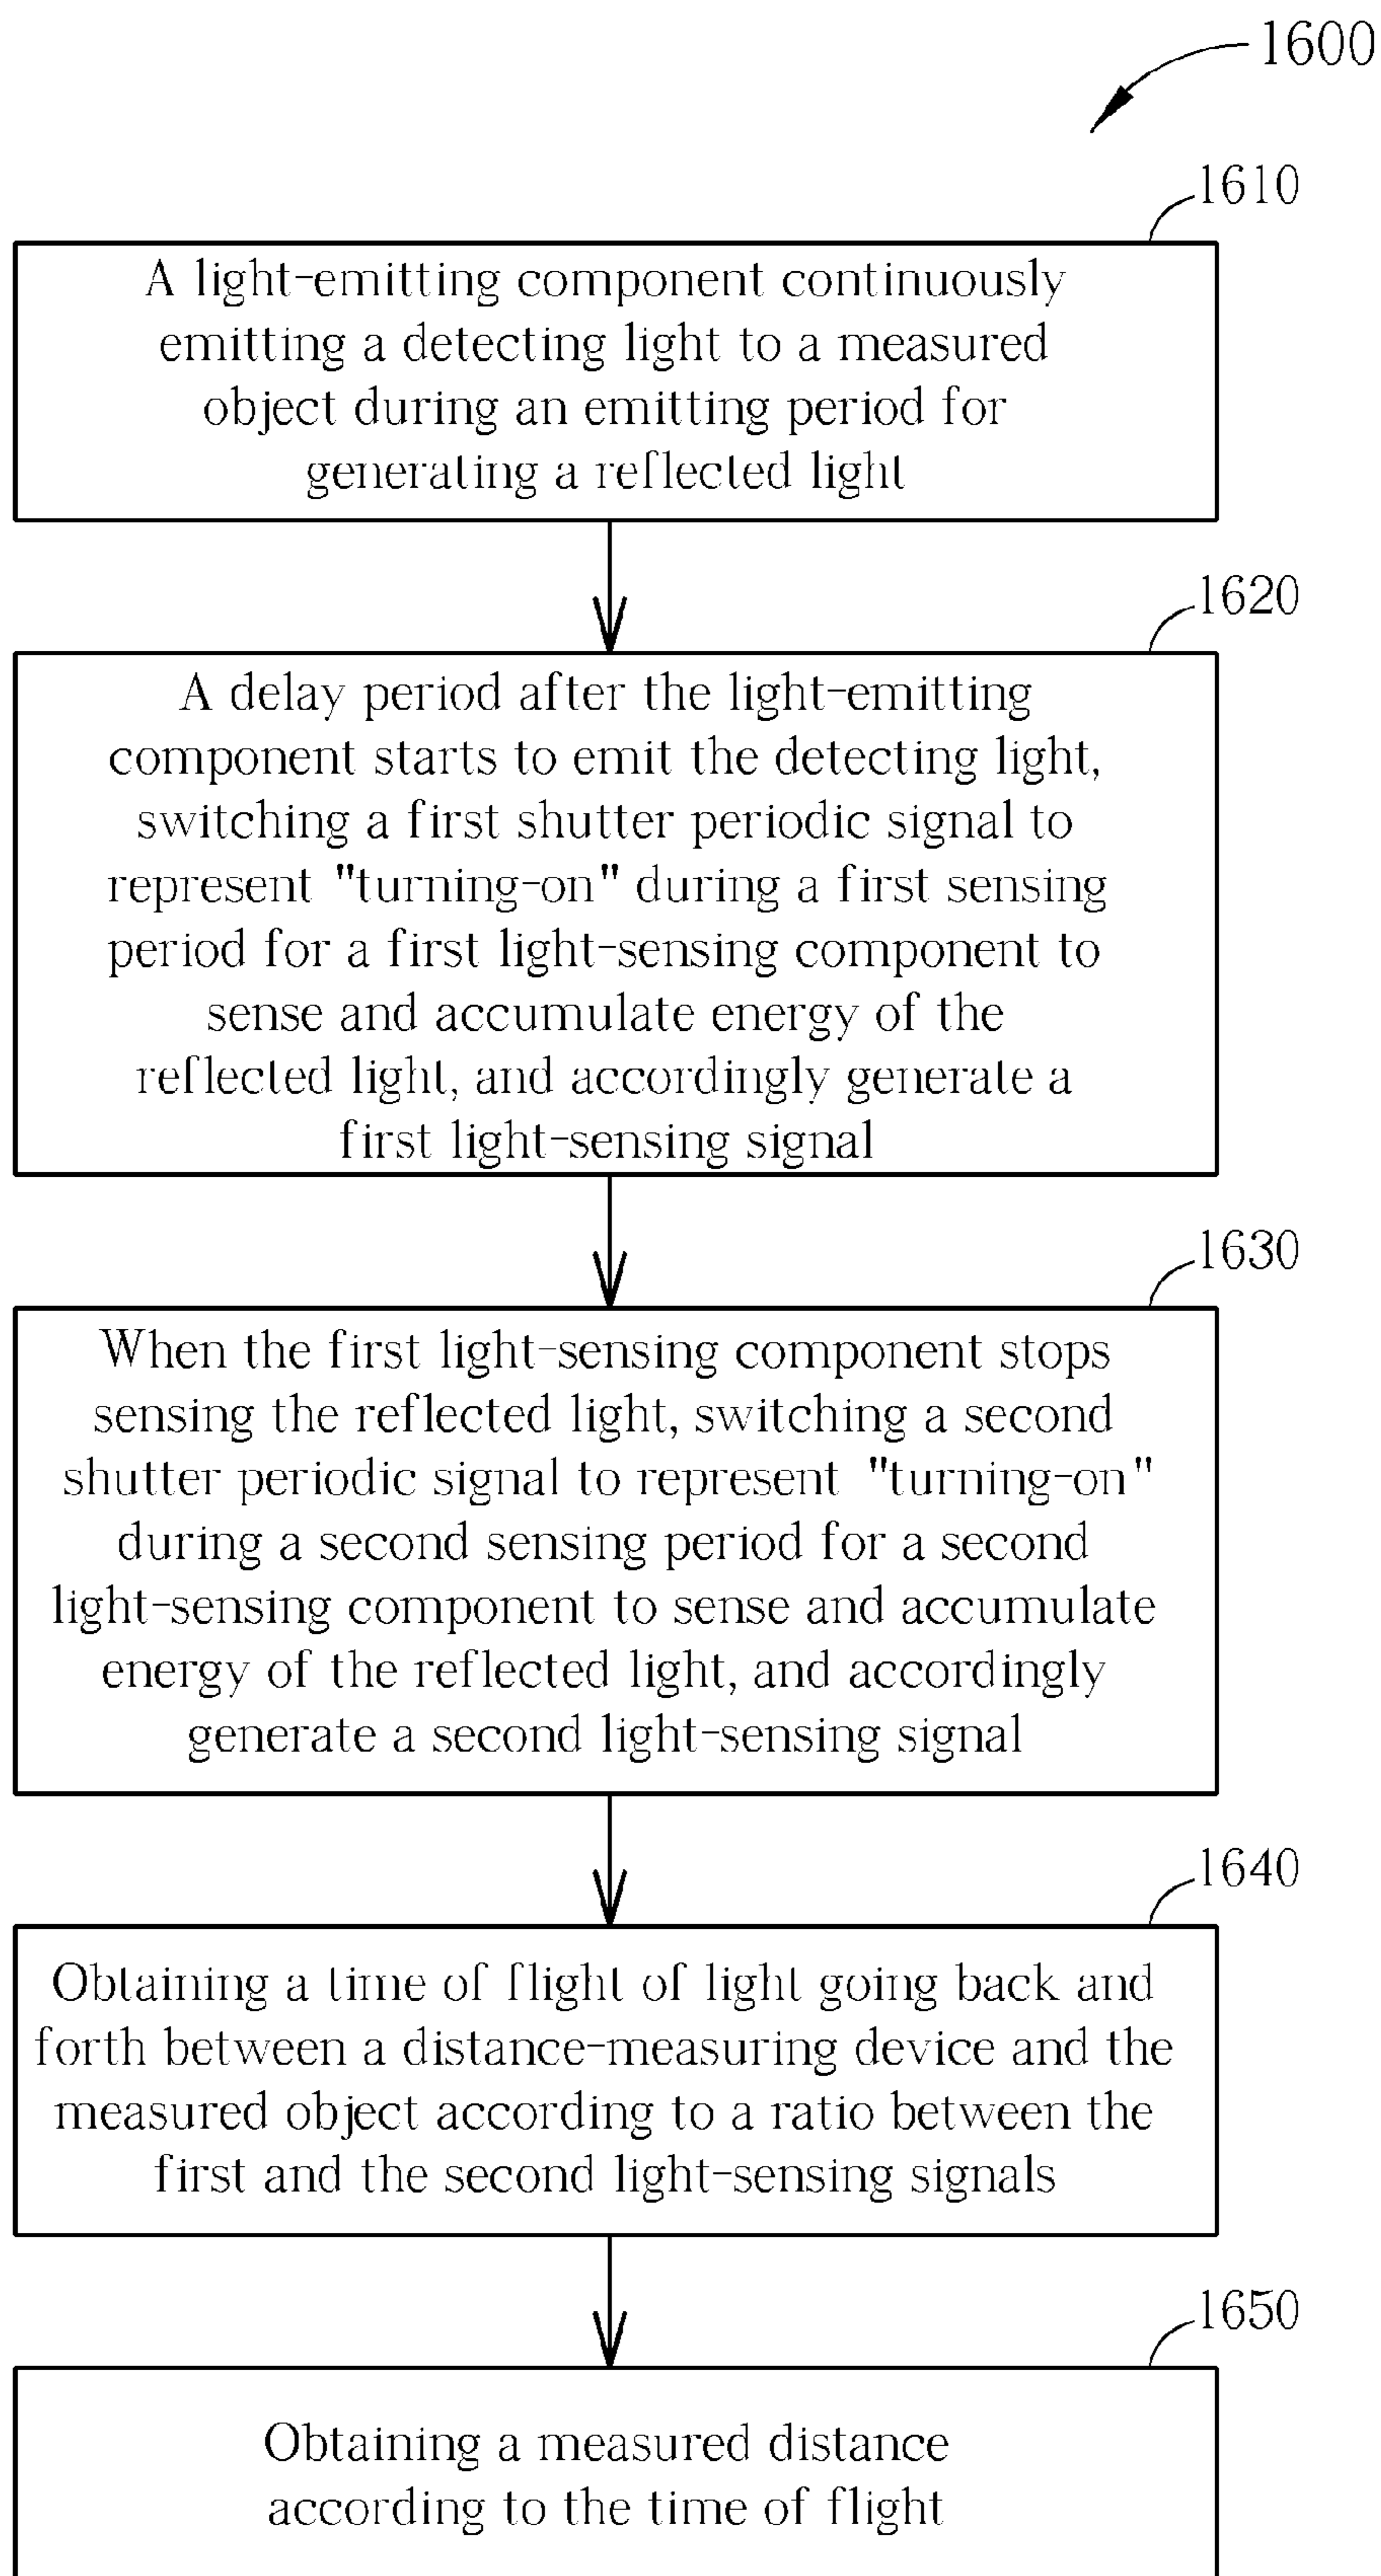 1600
1610
A light-emitting component continuously
emitting a detecting light to a measured
object during an emitting period for
generating a reflected light
1620
A delay period after the light-emitting
component starts to emit the detecting light,
switching a first shutter periodic signal to
represent "turning-on" during a first sensing
period for a first light-sensing component to
sense and accumulate energy of the
reflected light, and accordingly generate a
first light-sensing signal
1630
When the first light-sensing component stops
sensing the reflected light, switching a second
shutter periodic signal to represent "turning-on"
during a second sensing period for a second
light-sensing component to sense and accumulate
energy of the reflected light, and accordingly
generate a second light-sensing signal
1640
Obtaining a time of flight of light going back and
forth between a distance-measuring device and the
measured object according to a ratio between the
first and the second light-sensing signals
1650
Obtaining a measured distance
according to the time of flight